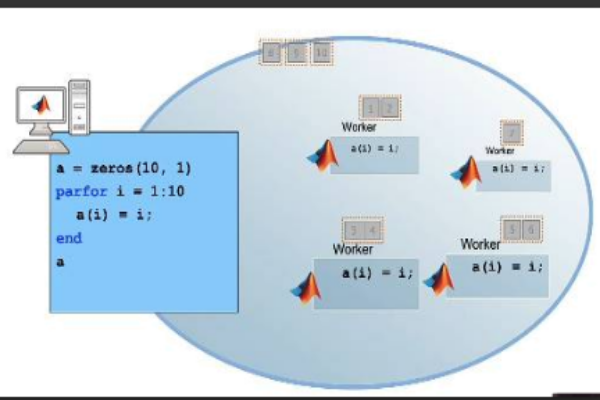 8 9 10
1 2
Worker
a(i) = i;
7
Worker
a(i) = i;
a = zeros(10, 1)
parfor i = 1:10
a(i) = i;
end
a
3 4
Worker
a(i) = i;
5 6
Worker
a(i) = i;